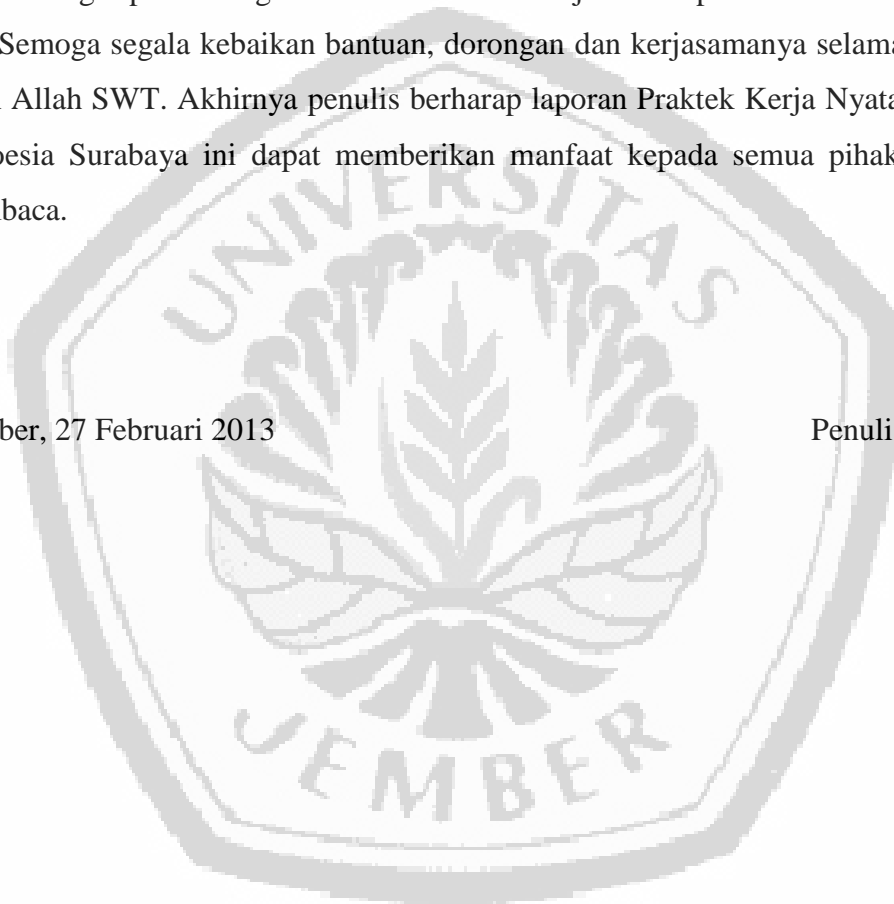 Semoga segala kebaikan bantuan, dorongan dan kerjasamanya selama
Allah SWT. Akhirnya penulis berharap laporan Praktek Kerja Nyata
oesia Surabaya ini dapat memberikan manfaat kepada semua pihak
baca.
UNIVERSITAS
ber, 27 Februari 2013 Penuli
JEMBER